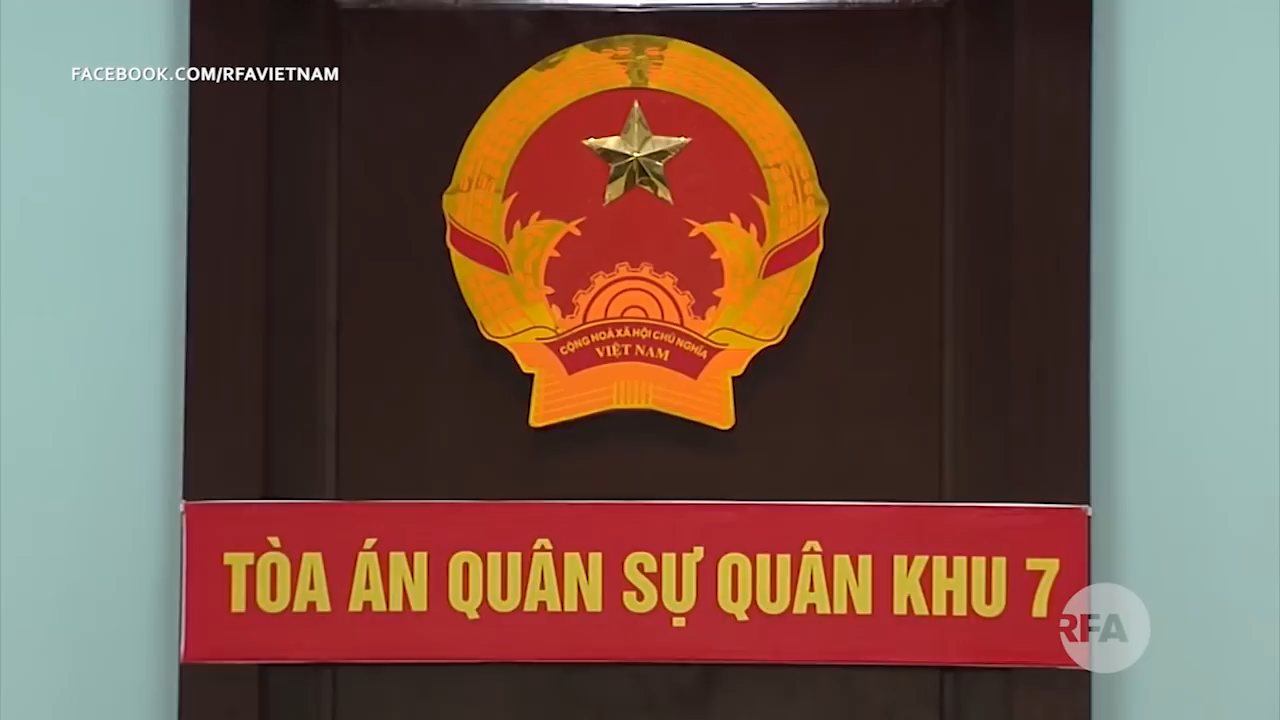 FACEBOOK.COM/RFAVIETNAM
CỘNG HOÀ XÃ HỘI CHỦ NGHĨA
VIỆT NAM
TÒA ÁN QUÂN SỰ QUÂN KHU 7
RFA